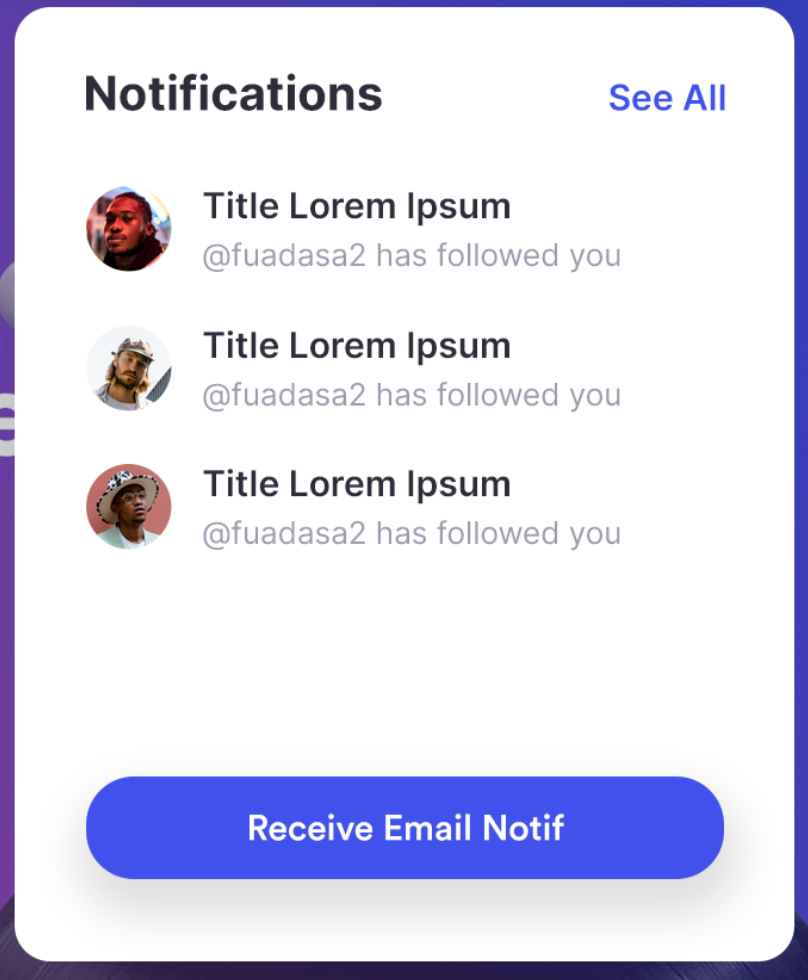 Notifications
See All
Title Lorem Ipsum
@fuadasa2 has followed you
Title Lorem Ipsum
@fuadasa2 has followed you
Title Lorem Ipsum
@fuadasa2 has followed you
Receive Email Notif